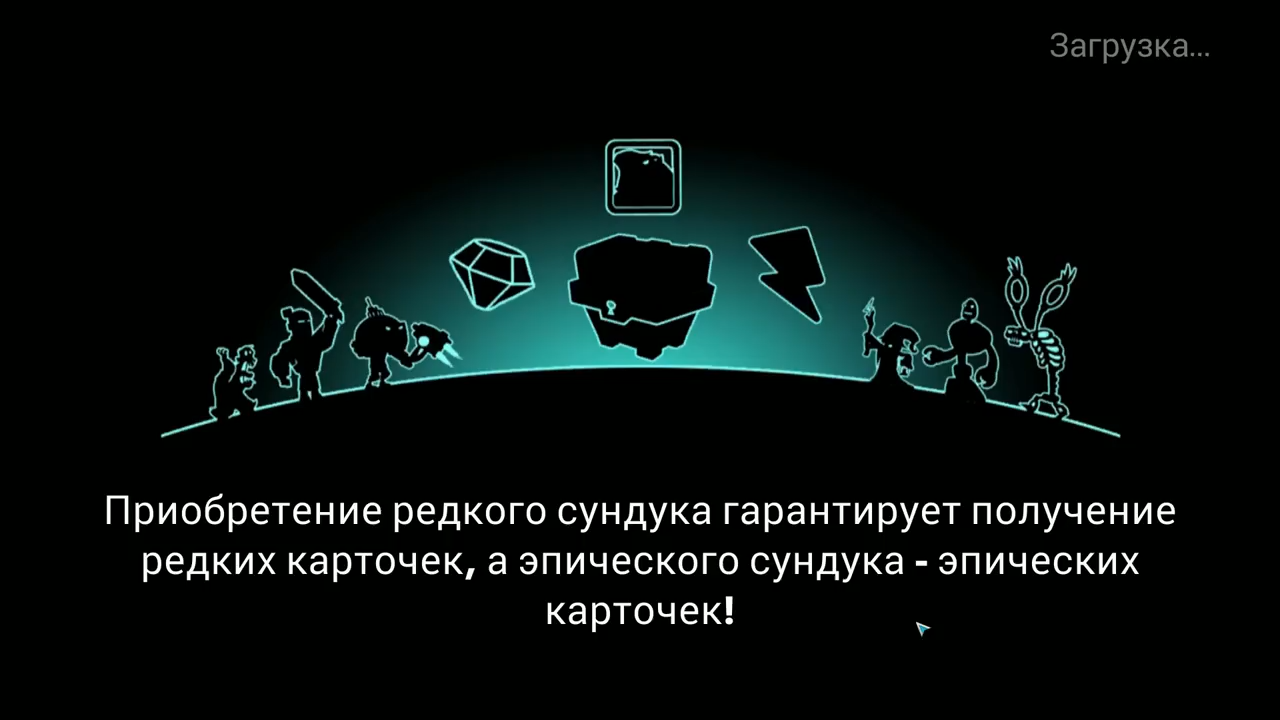 Загрузка...
Приобретение редкого сундука гарантирует получение
редких карточек, а эпического сундука - эпических
карточек!